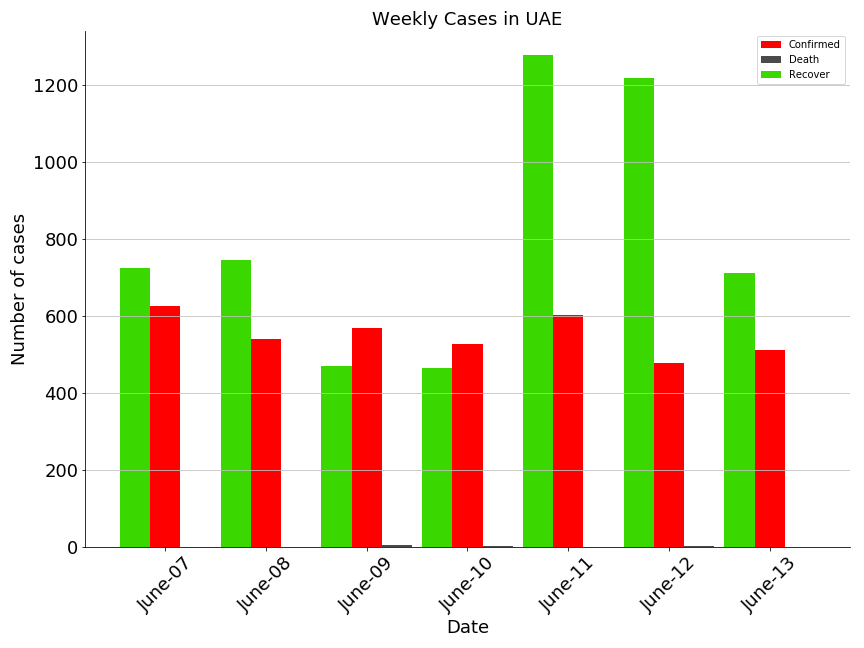 Weekly Cases in UAE
Confirmed
Death
Recover
1200
1000
800
600
400
200
0
Number of cases
June-07
June-08
June-09
June-10
June-11
June-12
June-13
Date